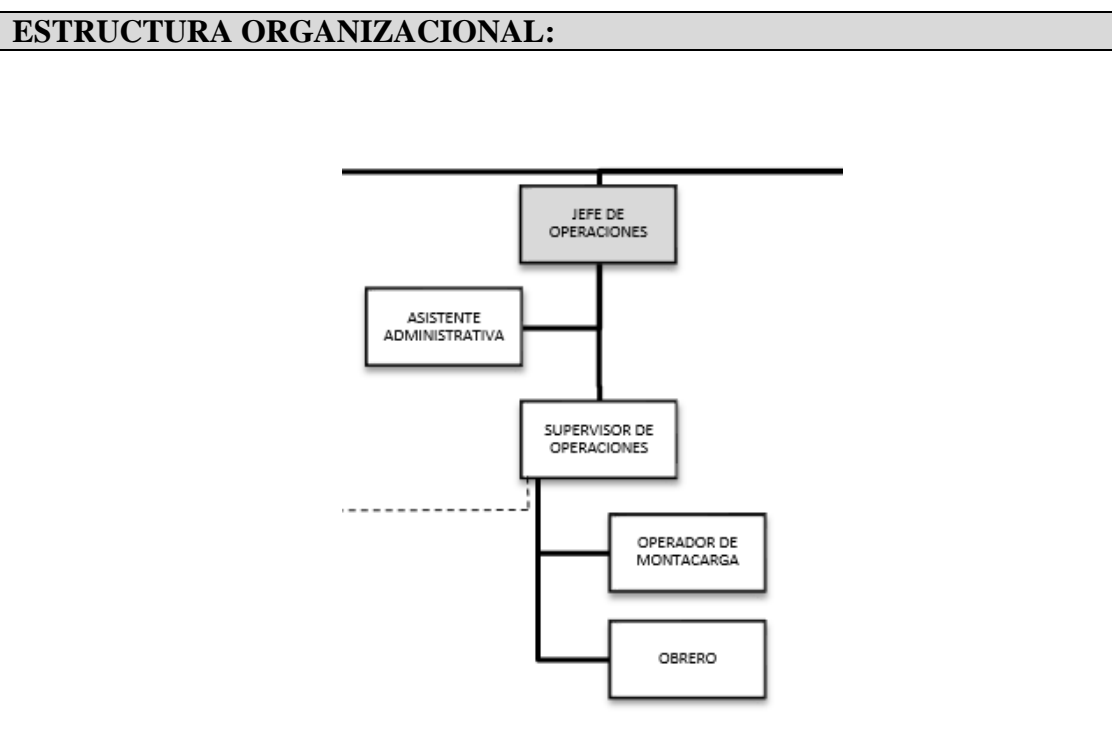 ESTRUCTURA ORGANIZACIONAL:
JEFE DE
OPERACIONES
ASISTENTE
ADMINISTRATIVA
SUPERVISOR DE
OPERACIONES
OPERADOR DE
MONTACARGA
OBRERO